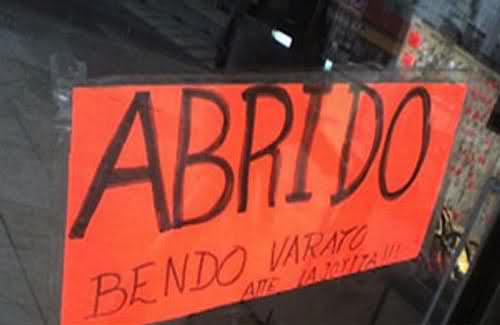 ABRIDO
BENDO VARATO
ATTE LA JOYITA!!!